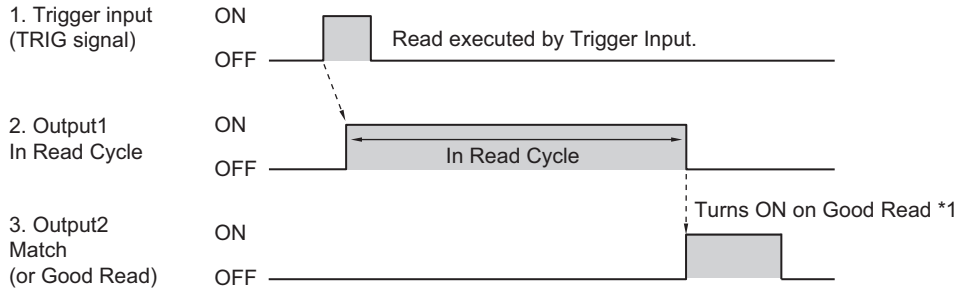 1. Trigger input
(TRIG signal)
ON
OFF
Read executed by Trigger Input.
2. Output1
In Read Cycle
ON
OFF
In Read Cycle
3. Output2
Match
(or Good Read)
ON
OFF
Turns ON on Good Read *1